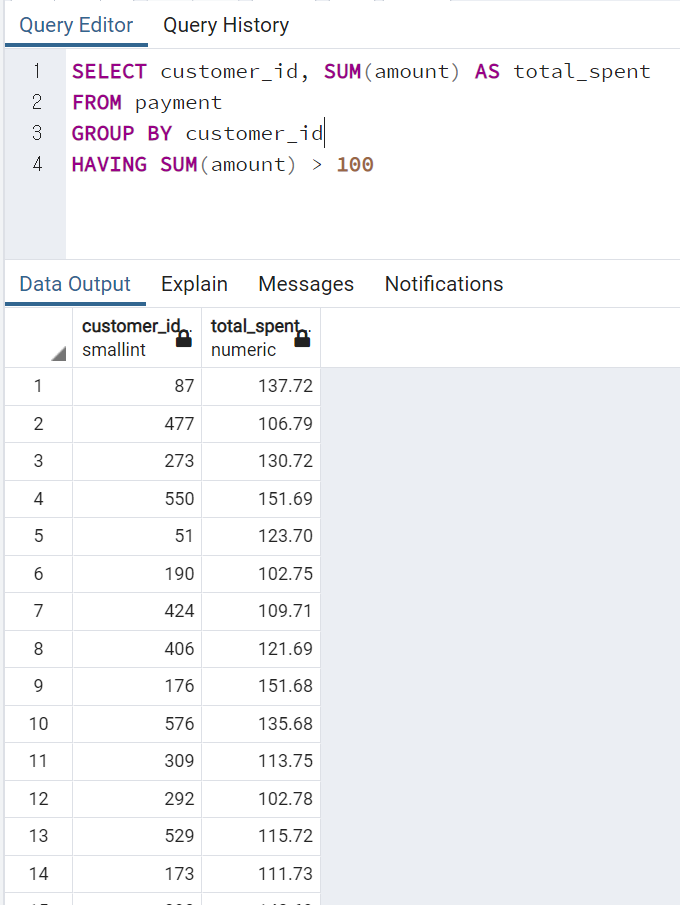 Query Editor Query History
1 SELECT customer_id, SUM(amount) AS total_spent
2 FROM payment
3 GROUP BY customer_id
4 HAVING SUM(amount) > 100
Data Output Explain Messages Notifications
customer_id.. total_spent..
smallint numeric
1 87 137.72
2 477 106.79
3 273 130.72
4 550 151.69
5 51 123.70
6 190 102.75
7 424 109.71
8 406 121.69
9 176 151.68
10 576 135.68
11 309 113.75
12 292 102.78
13 529 115.72
14 173 111.73